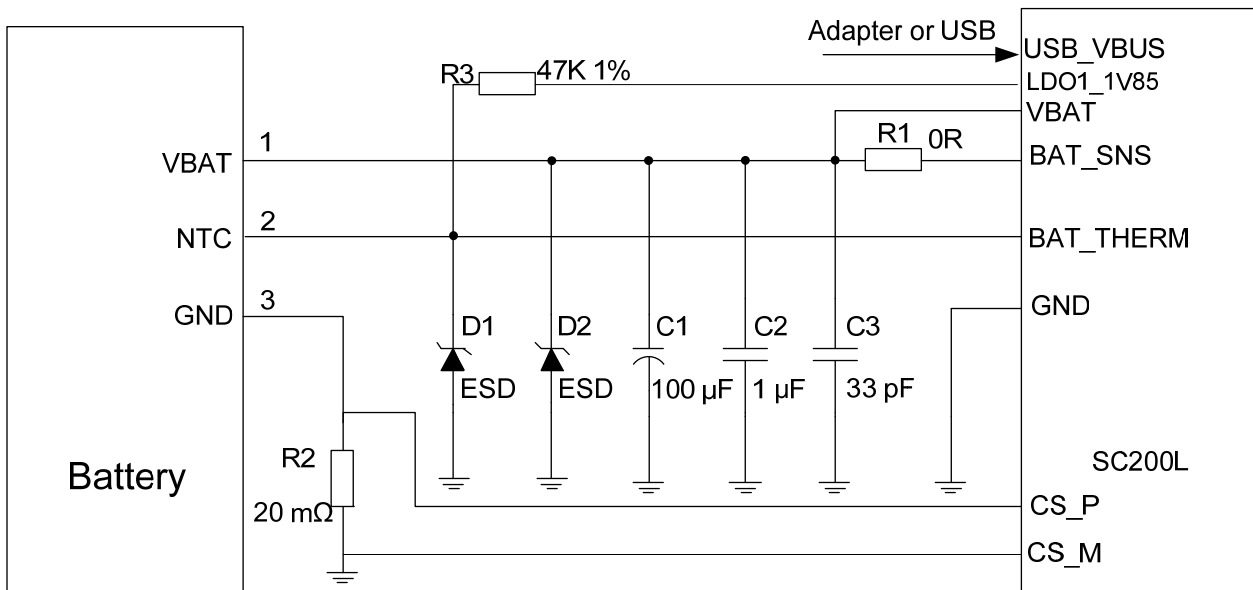 Adapter or USB
USB_VBUS
R3
47K 1%
LDO1_1V85
VBAT
R1
0R
VBAT
1
BAT_SNS
NTC
2
BAT_THERM
GND
3
GND
D1
D2
C1
C2
C3
ESD
ESD
100 µF
1 µF
33 pF
Battery
R2
20 mΩ
SC200L
CS_P
CS_M